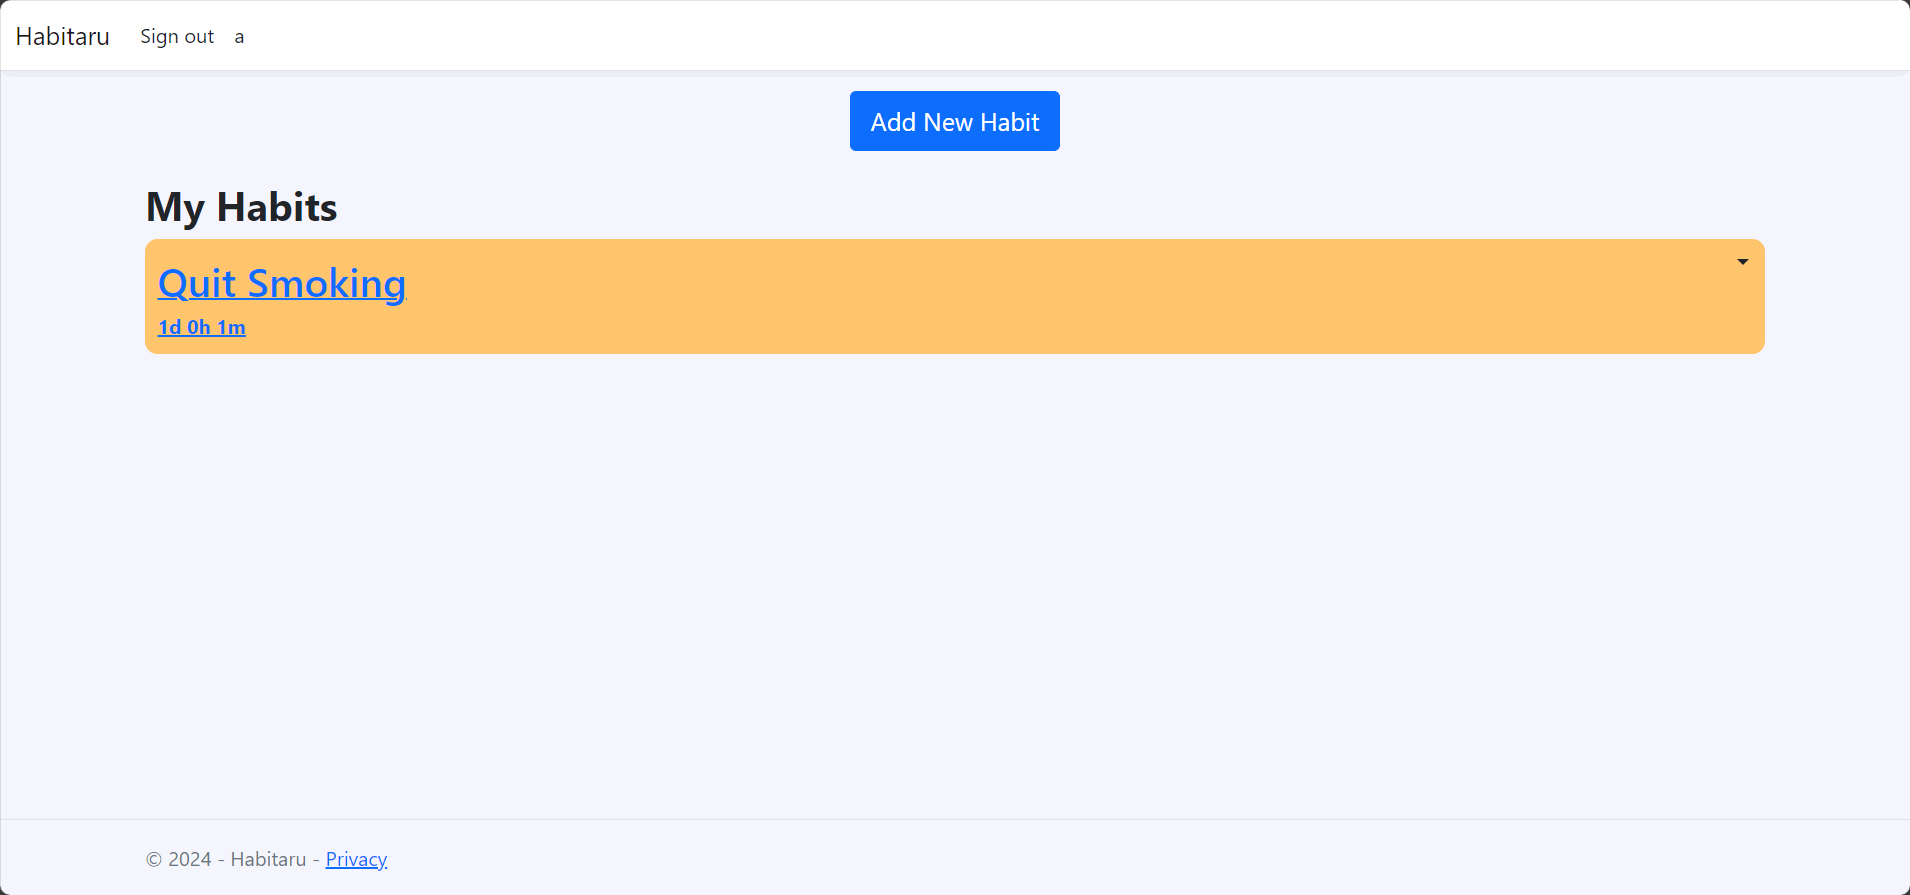 Habitaru Sign out a
Add New Habit
My Habits
Quit Smoking
1d 0h 1m
© 2024 - Habitaru - Privacy